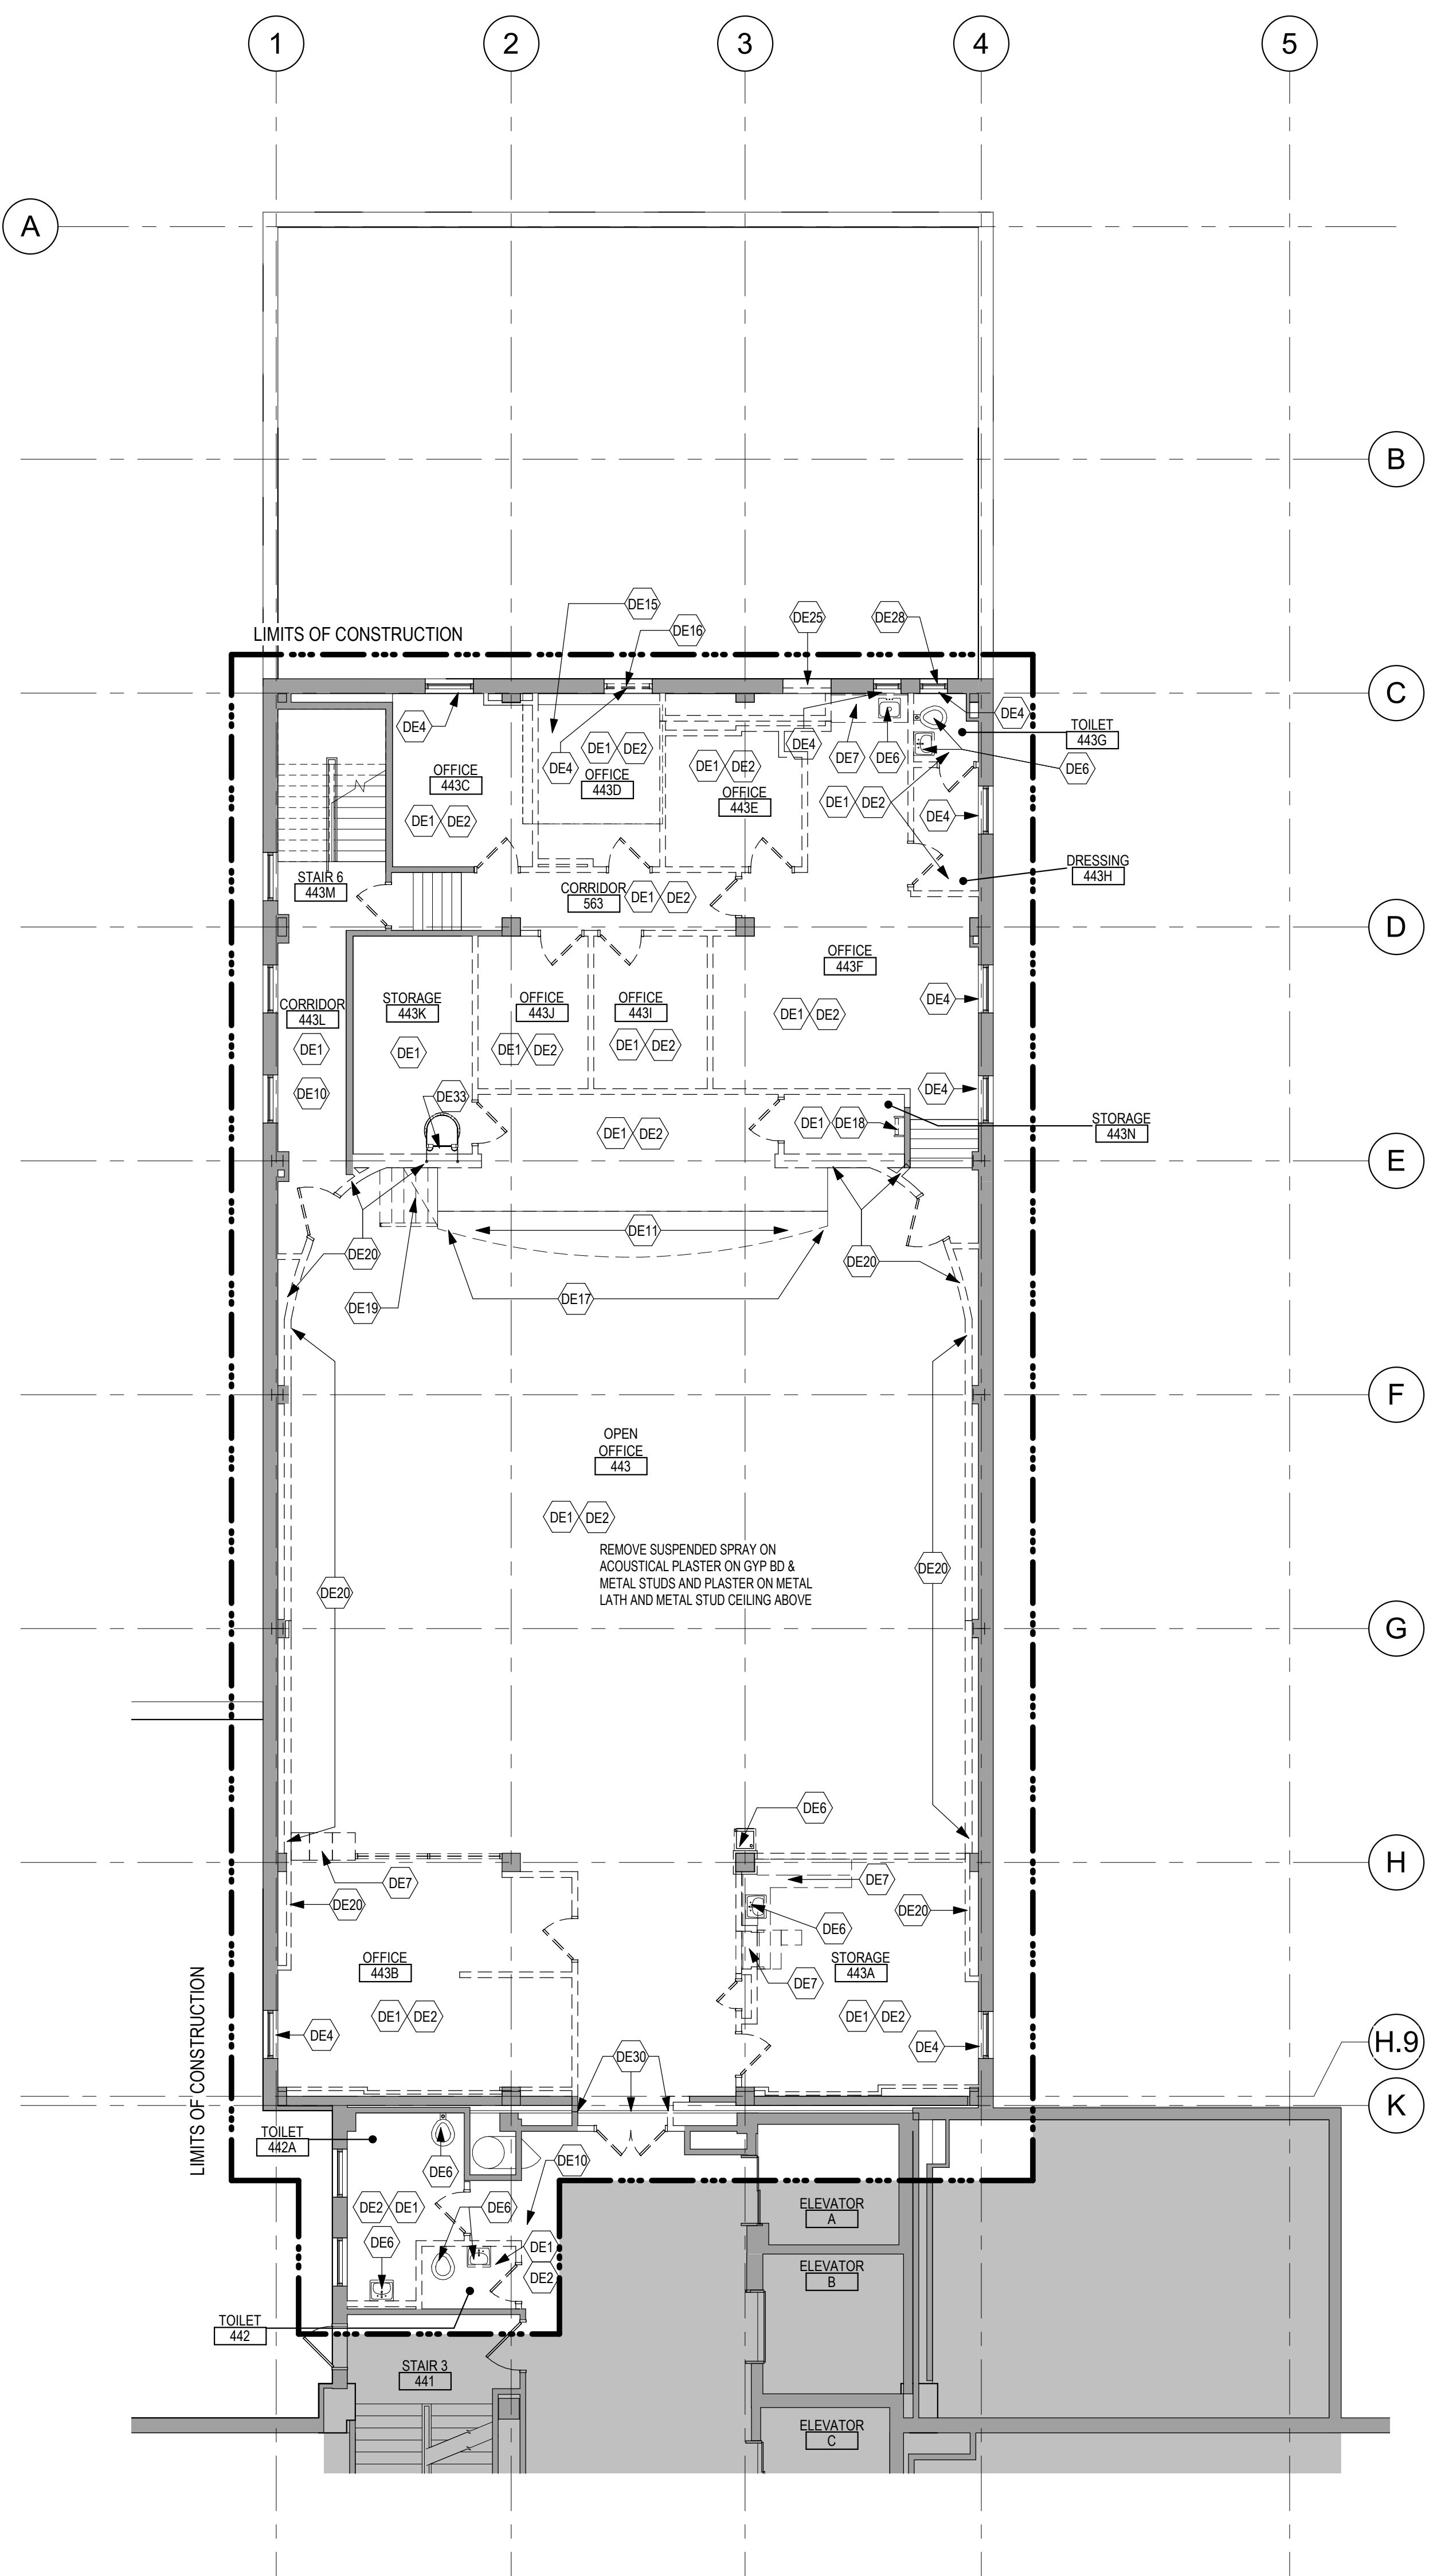 1
2
3
4
5
A
B
LIMITS OF CONSTRUCTION
DE15
DE16
DE25
DE28
C
DE4
DE4
TOILET
443G
DE1
DE2
DE4
DE4
DE7
DE6
DE6
OFFICE
443C
OFFICE
443D
DE1
DE2
OFFICE
443E
DE1
DE2
DE1
DE2
DE4
STAIR 6
443M
CORRIDOR
563
DE1
DE2
DRESSING
443H
D
CORRIDOR
443L
STORAGE
443K
OFFICE
443J
OFFICE
443I
OFFICE
443F
DE4
DE1
DE1
DE1
DE2
DE1
DE2
DE1
DE2
DE10
DE33
DE4
DE1
DE2
DE1
DE18
STORAGE
443N
E
DE11
DE20
DE20
DE19
DE17
F
OPEN
OFFICE
443
DE1
DE2
REMOVE SUSPENDED SPRAY ON
ACOUSTICAL PLASTER ON GYP BD &
METAL STUDS AND PLASTER ON METAL
LATH AND METAL STUD CEILING ABOVE
DE20
DE20
G
DE6
H
DE7
DE7
DE20
DE20
DE6
OFFICE
443B
STORAGE
443A
DE7
DE1
DE2
DE1
DE2
DE4
DE4
DE30
H.9
K
LIMITS OF CONSTRUCTION
TOILET
442A
DE6
DE10
DE2
DE1
DE6
DE6
DE1
DE2
ELEVATOR
A
ELEVATOR
B
TOILET
442
STAIR 3
441
ELEVATOR
C